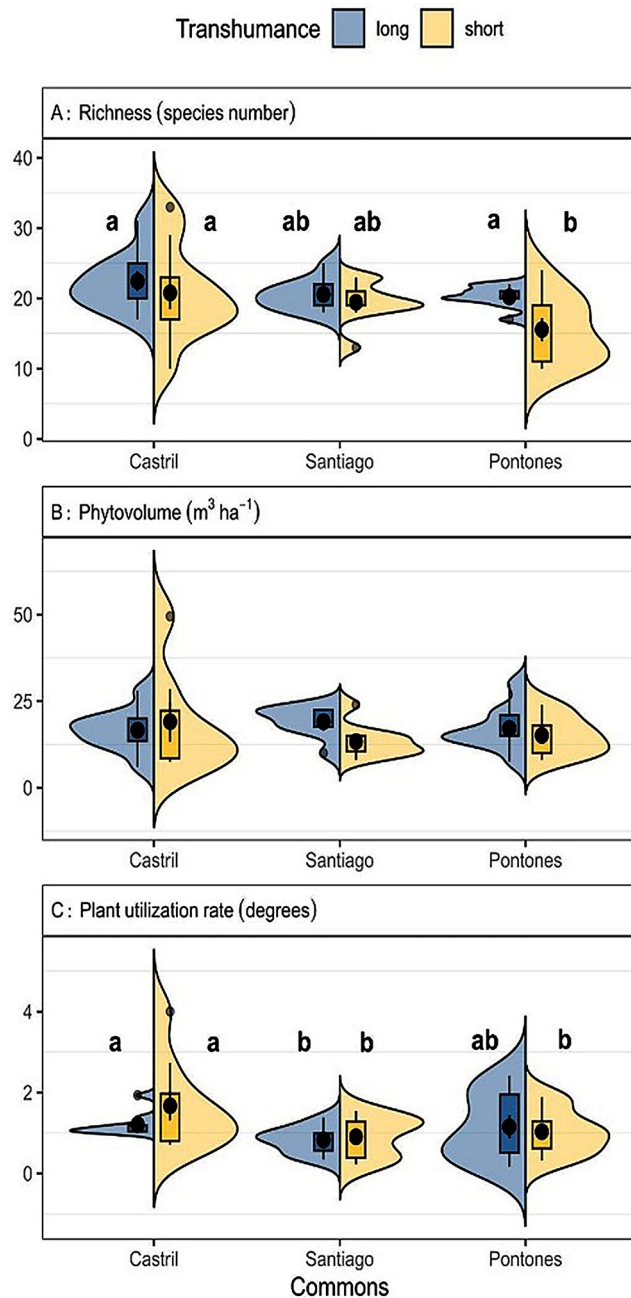 Transhumance long short
A: Richness (species number)
40
a a ab ab a b
30
20
10
0
Castril Santiago Pontones
B: Phytovolume (m³ ha⁻¹)
50
25
0
Castril Santiago Pontones
C: Plant utilization rate (degrees)
4
a a b b ab b
2
0
Castril Santiago Pontones
Commons